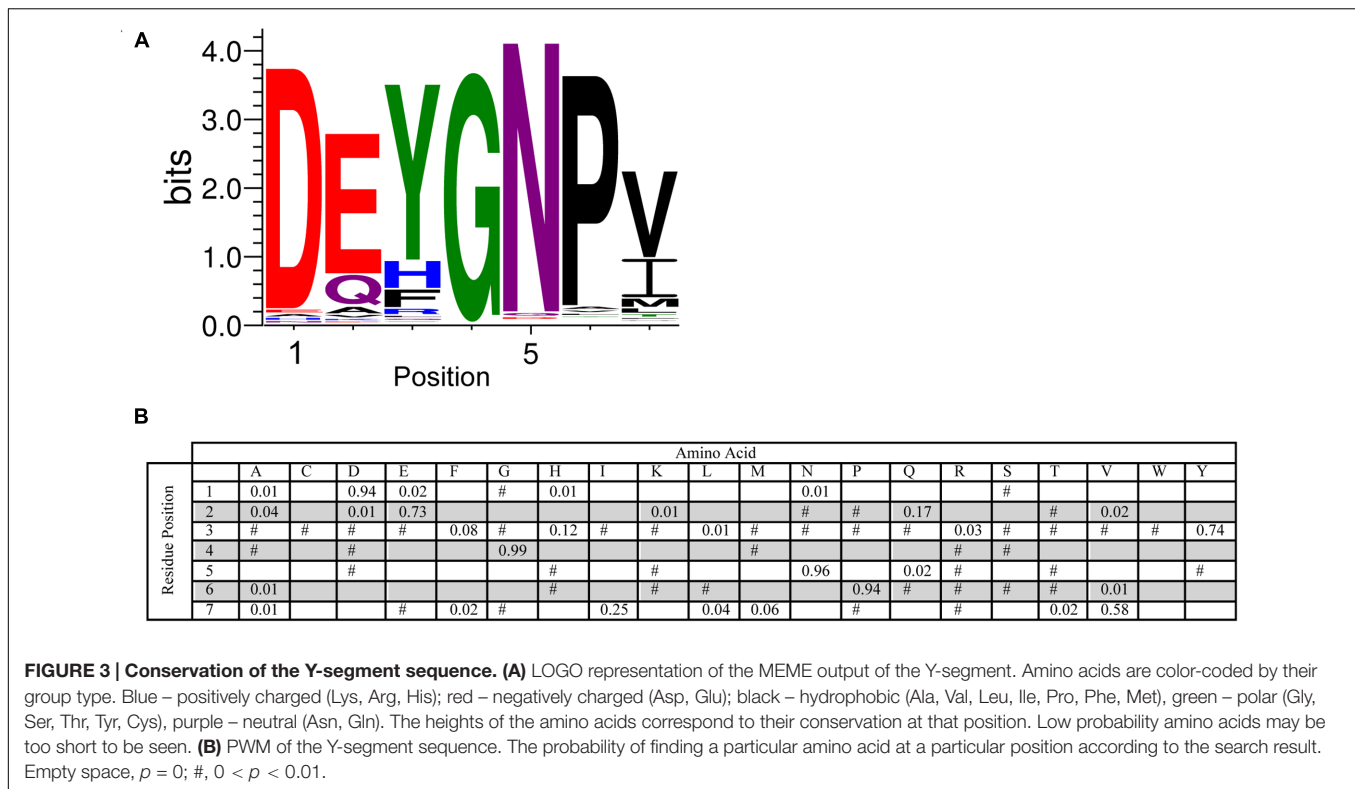 A
4.0
3.0
2.0
1.0
0.0
bits
D E Y G N P V
Q H I
A F M
R
1 5
Position
B
Amino Acid
A C D E F G H I K L M N P Q R S T V W Y
Residue Position
1 0.01 0.94 0.02 # 0.01 0.01 #
2 0.04 0.01 0.73 0.01 # # 0.17 # 0.02
3 # # # # 0.08 # 0.12 # # 0.01 # # # # 0.03 # # # # 0.74
4 # # 0.99 # # #
5 # # # 0.96 0.02 # # #
6 0.01 # # # 0.94 # # # # 0.01
7 0.01 # 0.02 # 0.25 0.04 0.06 # # 0.02 0.58
FIGURE 3 | Conservation of the Y-segment sequence. (A) LOGO representation of the MEME output of the Y-segment. Amino acids are color-coded by their
group type. Blue – positively charged (Lys, Arg, His); red – negatively charged (Asp, Glu); black – hydrophobic (Ala, Val, Leu, Ile, Pro, Phe, Met), green – polar (Gly,
Ser, Thr, Tyr, Cys), purple – neutral (Asn, Gln). The heights of the amino acids correspond to their conservation at that position. Low probability amino acids may be
too short to be seen. (B) PWM of the Y-segment sequence. The probability of finding a particular amino acid at a particular position according to the search result.
Empty space, p = 0; #, 0 < p < 0.01.